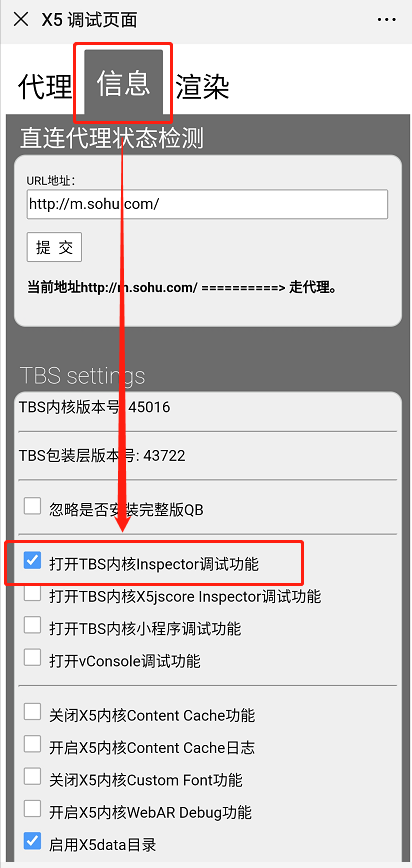 X5 调试页面
代理 信息 渲染
直连代理状态检测
URL地址：
http://m.sohu.com/
提 交
当前地址http://m.sohu.com/ ==========> 走代理。
TBS settings
TBS内核版本号: 45016
TBS包装层版本号: 43722
忽略是否安装完整版QB
打开TBS内核Inspector调试功能
打开TBS内核X5jscore Inspector调试功能
打开TBS内核小程序调试功能
打开vConsole调试功能
关闭X5内核Content Cache功能
开启X5内核Content Cache日志
关闭X5内核Custom Font功能
开启X5内核WebAR Debug功能
启用X5data目录